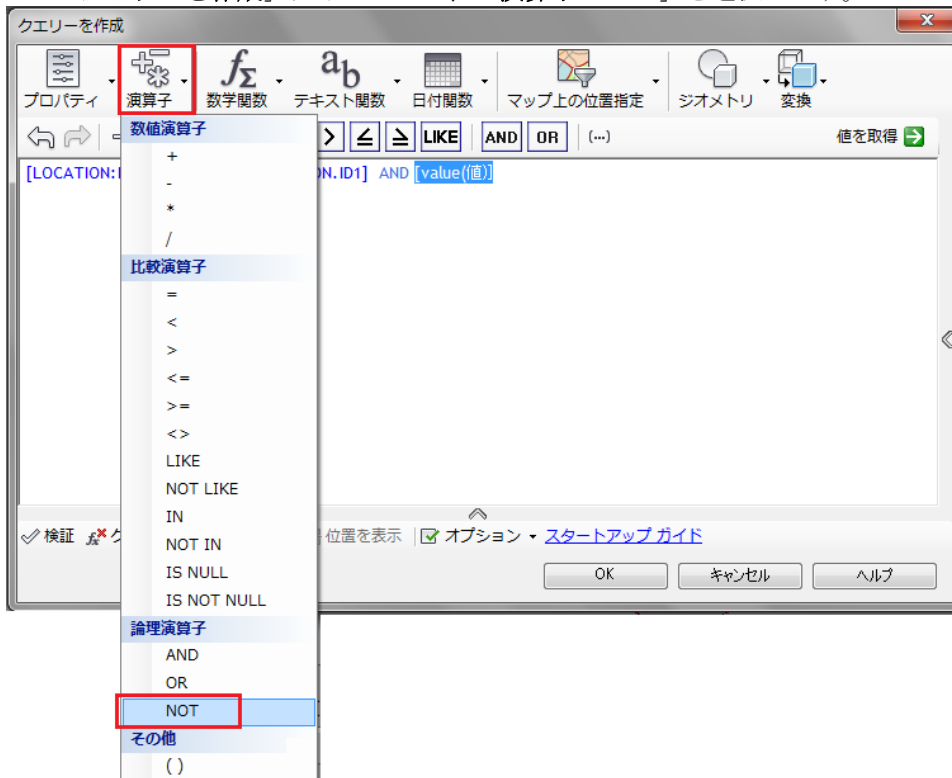 クエリーを作成
プロパティ 演算子 数学関数 テキスト関数 日付関数 マップ上の位置指定 ジオメトリ 変換
> ≤ ≥ LIKE AND OR (...) 値を取得
[LOCATION: ON.ID1] AND [value(値)]
数値演算子
+
-
*
/
比較演算子
=
<
>
<=
>=
<>
LIKE
NOT LIKE
IN
NOT IN
IS NULL
IS NOT NULL
論理演算子
AND
OR
NOT
その他
( )
検証 位置を表示 オプション スタートアップ ガイド
OK キャンセル ヘルプ